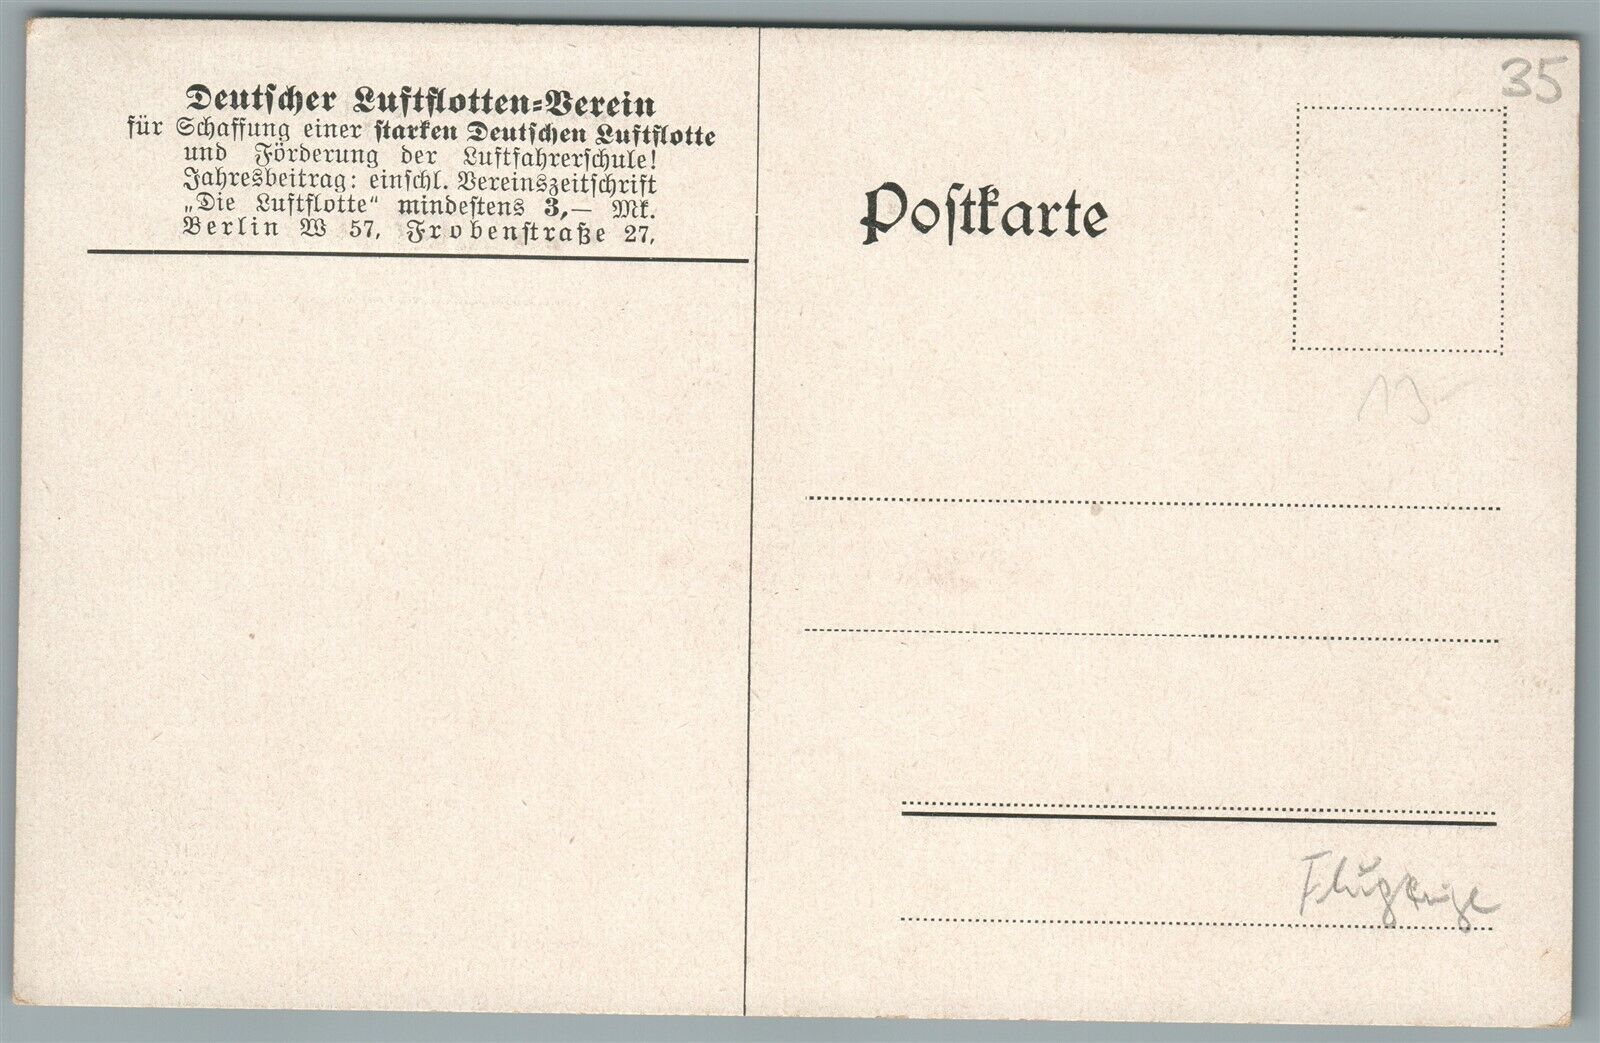 Deutscher Luftflotten-Verein
für Schaffung einer starken Deutschen Luftflotte
und Förderung der Luftfahrerschule!
Jahresbeitrag: einschl. Vereinszeitschrift
„Die Luftflotte“ mindestens 3,— Mk.
Berlin W 57, Frobenstraße 27,
Postkarte
35
13-
Flugzeuge